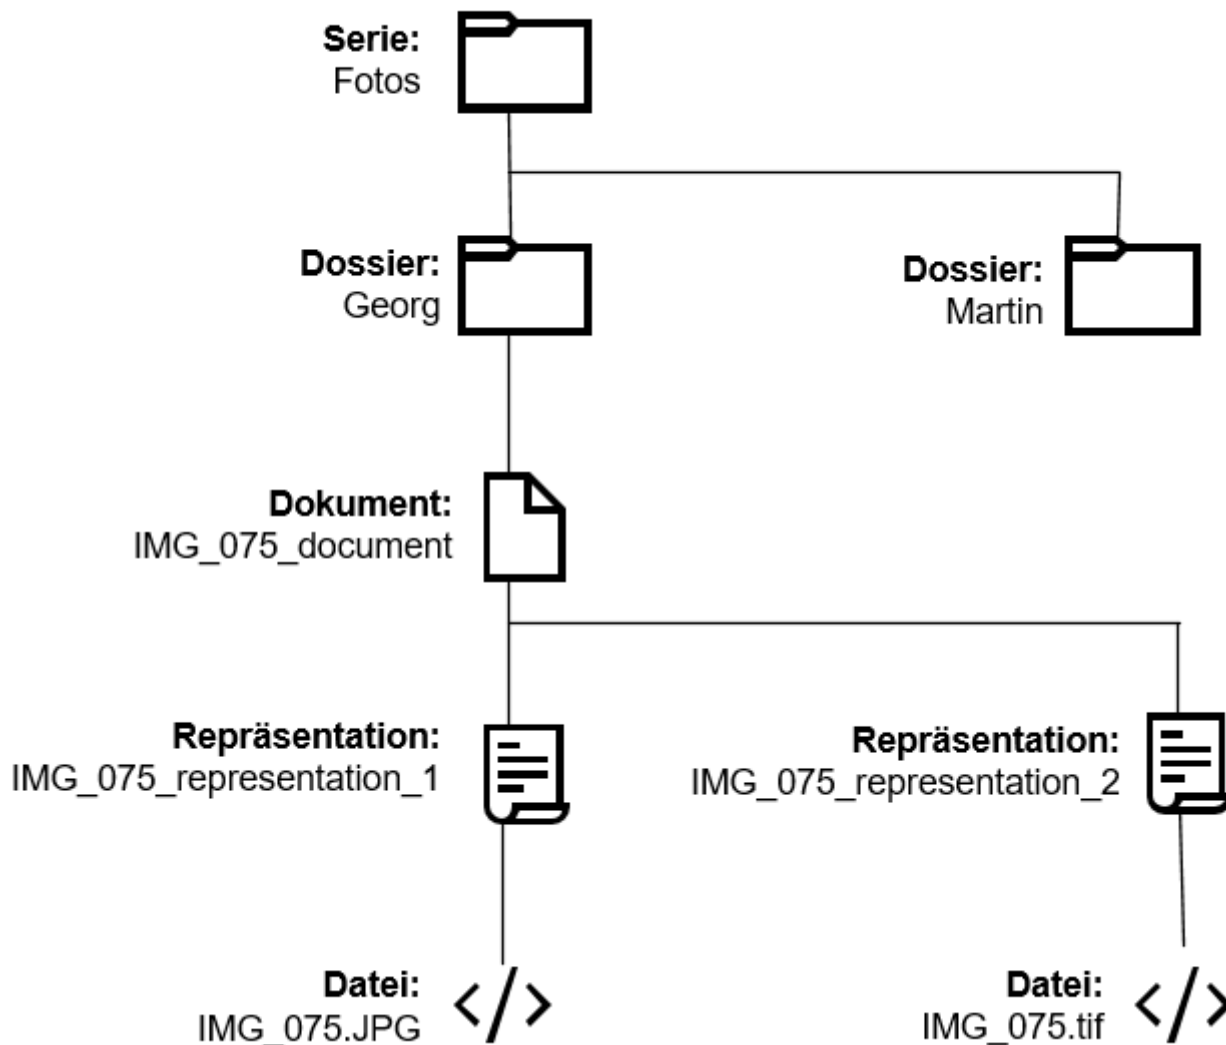 Serie:
Fotos
Dossier:
Georg
Dossier:
Martin
Dokument:
IMG_075_document
Repräsentation:
IMG_075_representation_1
Repräsentation:
IMG_075_representation_2
Datei:
IMG_075.JPG
Datei:
IMG_075.tif